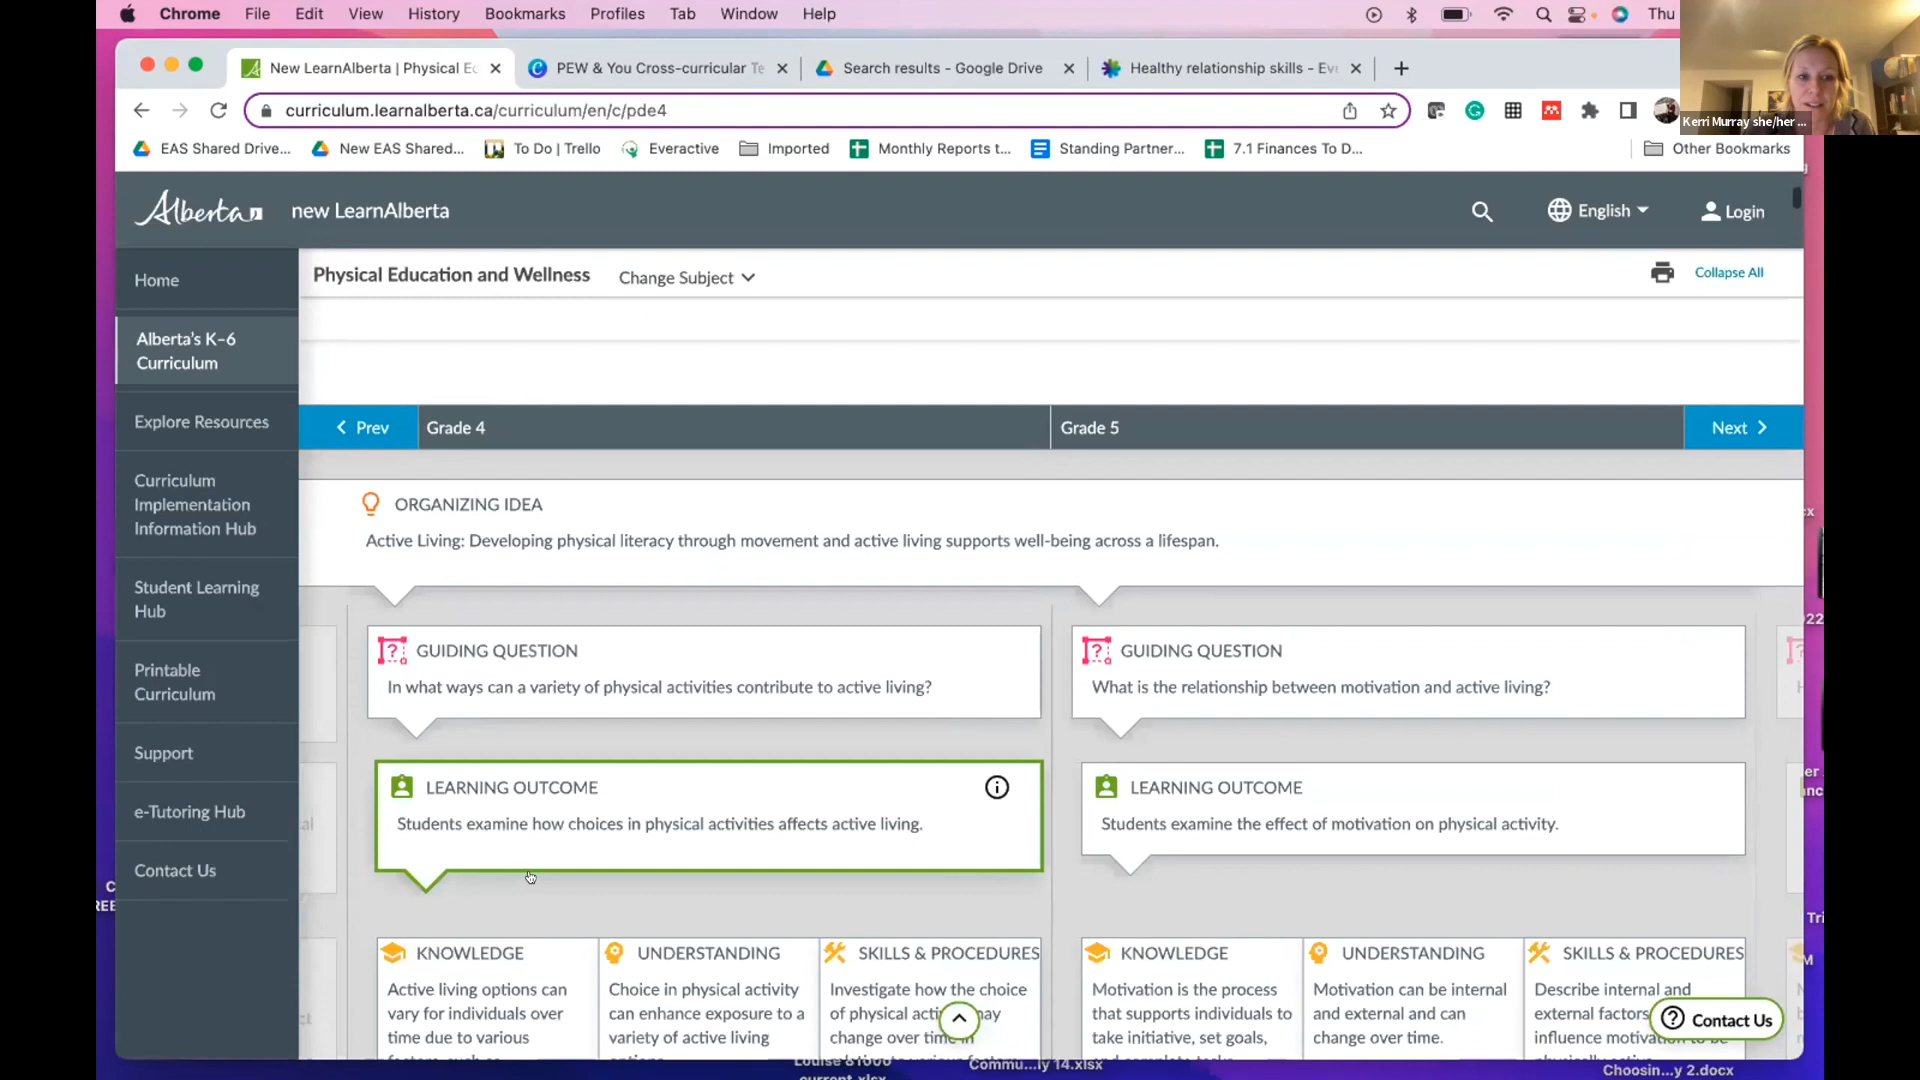 Chrome File Edit View History Bookmarks Profiles Tab Window Help Thu
New LearnAlberta | Physical Ed PEW & You Cross-curricular Te Search results - Google Drive Healthy relationship skills - Eve
curriculum.learnalberta.ca/curriculum/en/c/pde4
Kerri Murray she/her ...
EAS Shared Drive... New EAS Shared... To Do | Trello Everactive Imported Monthly Reports t... Standing Partner... 7.1 Finances To D... Other Bookmarks
Alberta new LearnAlberta English Login
Home
Alberta's K–6
Curriculum
Explore Resources
Curriculum
Implementation
Information Hub
Student Learning
Hub
Printable
Curriculum
Support
e-Tutoring Hub
Contact Us
Physical Education and Wellness Change Subject Collapse All
Prev Grade 4 Grade 5 Next
ORGANIZING IDEA
Active Living: Developing physical literacy through movement and active living supports well-being across a lifespan.
GUIDING QUESTION
In what ways can a variety of physical activities contribute to active living?
GUIDING QUESTION
What is the relationship between motivation and active living?
LEARNING OUTCOME
Students examine how choices in physical activities affects active living.
LEARNING OUTCOME
Students examine the effect of motivation on physical activity.
KNOWLEDGE
Active living options can
vary for individuals over
time due to various
UNDERSTANDING
Choice in physical activity
can enhance exposure to a
variety of active living
SKILLS & PROCEDURES
Investigate how the choice
of physical may
change over time in
KNOWLEDGE
Motivation is the process
that supports individuals to
take initiative, set goals,
UNDERSTANDING
Motivation can be internal
and external and can
change over time.
SKILLS & PROCEDURES
Describe internal and
external factors
influence be
Contact Us
current.xlsx
Commu...ly 14.xlsx
Choosin...y 2.docx